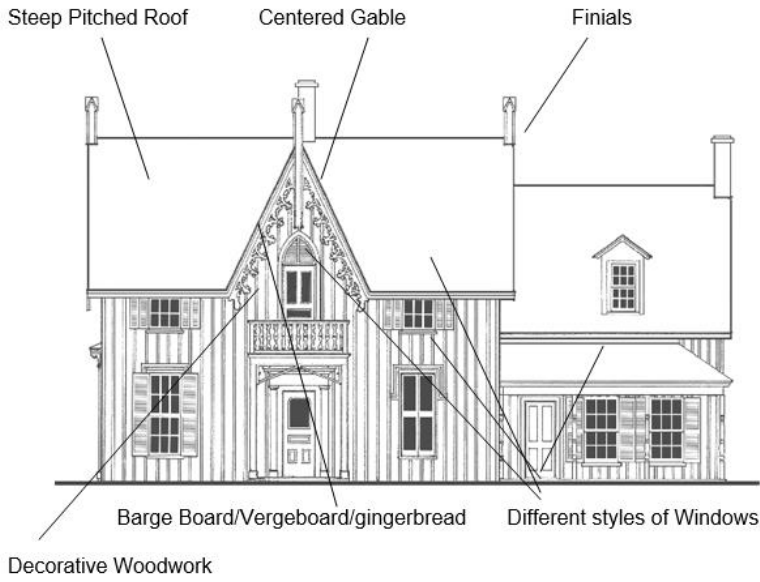 Steep Pitched Roof
Centered Gable
Finials
Barge Board/Vergeboard/gingerbread
Different styles of Windows
Decorative Woodwork